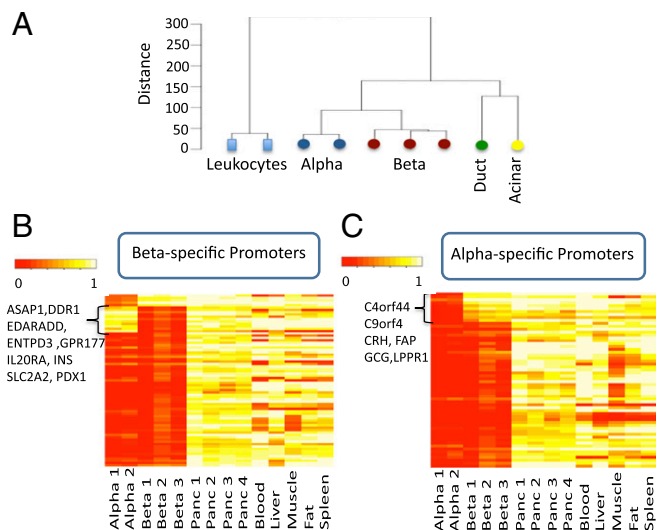 A
Distance
300
250
200
150
100
50
0
Leukocytes
Alpha
Beta
Duct
Acinar
B
Beta-specific Promoters
0
1
ASAP1,DDR1
EDARADD,
ENTPD3 ,GPR177
IL20RA, INS
SLC2A2, PDX1
Alpha 1
Alpha 2
Beta 1
Beta 2
Beta 3
Panc 1
Panc 2
Panc 3
Panc 4
Blood
Liver
Muscle
Fat
Spleen
C
Alpha-specific Promoters
0
1
C4orf44
C9orf4
CRH, FAP
GCG,LPPR1
Alpha 1
Alpha 2
Beta 1
Beta 2
Beta 3
Panc 1
Panc 2
Panc 3
Panc 4
Blood
Liver
Muscle
Fat
Spleen